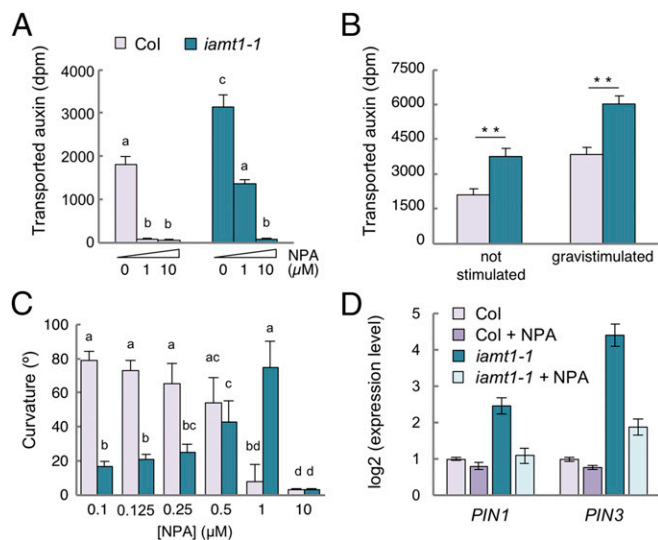 A
Col
iamt1-1
Transported auxin (dpm)
4000
3000
2000
1000
0
a
b
b
c
a
b
0 1 10
0 1 10
NPA
(µM)
B
Transported auxin (dpm)
7500
6000
4500
3000
1500
0
**
**
not
stimulated
gravistimulated
C
Curvature (°)
100
80
60
40
20
0
a
b
a
b
a
bc
ac
c
bd
a
d d
0.1 0.125 0.25 0.5 1 10
[NPA] (µM)
D
Col
Col + NPA
iamt1-1
iamt1-1 + NPA
log2 (expression level)
5
4
3
2
1
0
PIN1
PIN3